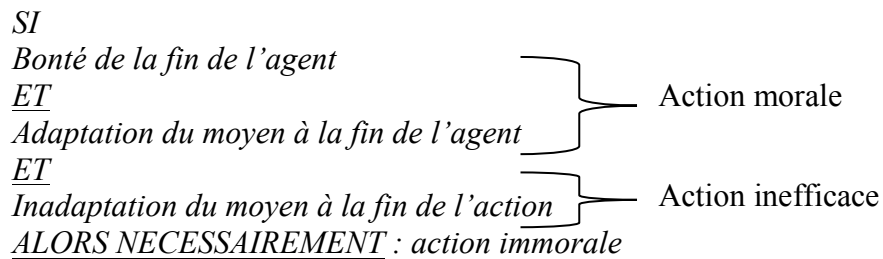 SI
Bonté de la fin de l’agent
ET
Action morale
Adaptation du moyen à la fin de l’agent
ET
Inadaptation du moyen à la fin de l’action
Action inefficace
ALORS NECESSAIREMENT : action immorale